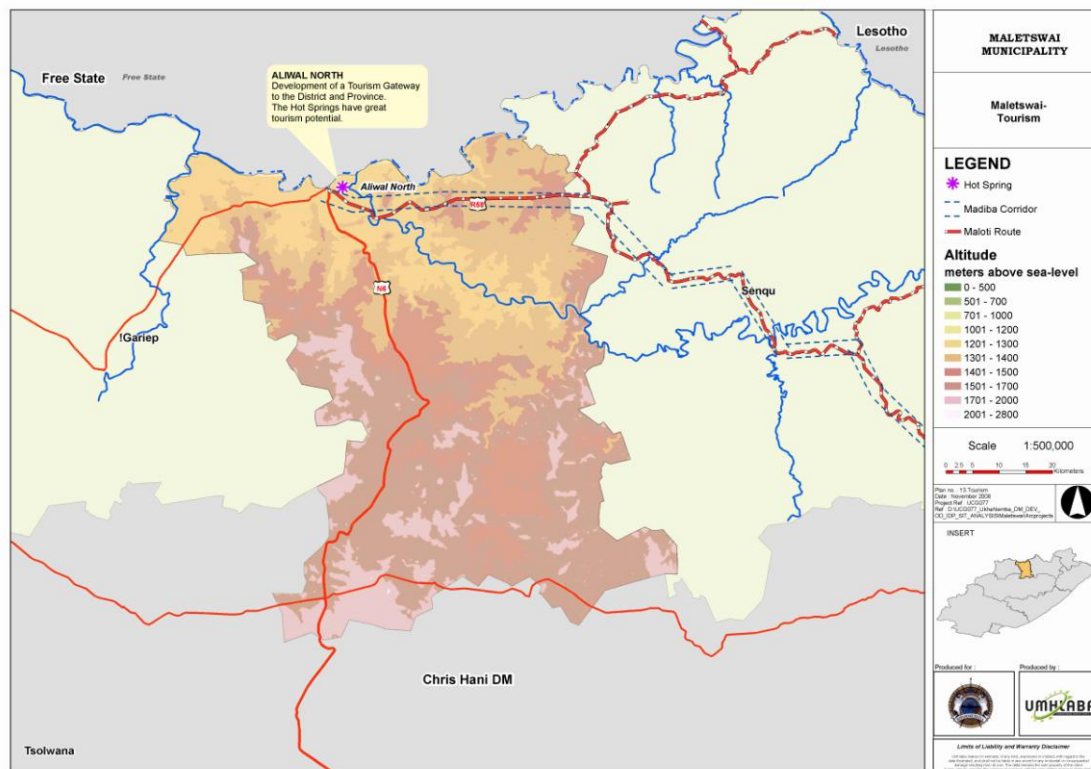 Free State
Free State
Lesotho
Lesotho
ALIWAL NORTH
Development of a Tourism Gateway
to the District and Province.
The Hot Springs have great
tourism potential.
Aliwal North
R58
N6
Senqu
!Gariep
Chris Hani DM
Tsolwana
MALETSWAI
MUNICIPALITY
Maletswai-
Tourism
LEGEND
Hot Spring
Madiba Corridor
Maloti Route
Altitude
meters above sea-level
0 - 500
501 - 700
701 - 1000
1001 - 1200
1201 - 1300
1301 - 1400
1401 - 1500
1501 - 1700
1701 - 2000
2001 - 2800
Scale 1:500,000
0 2.5 5 10 15 20
Kilometers
Plan no : 13.Tourism
Date : November 2008
Project Ref : UCG077
INSERT
Produced for :
Produced by :
UMHLABA
Limits of Liability and Warranty Disclaimer